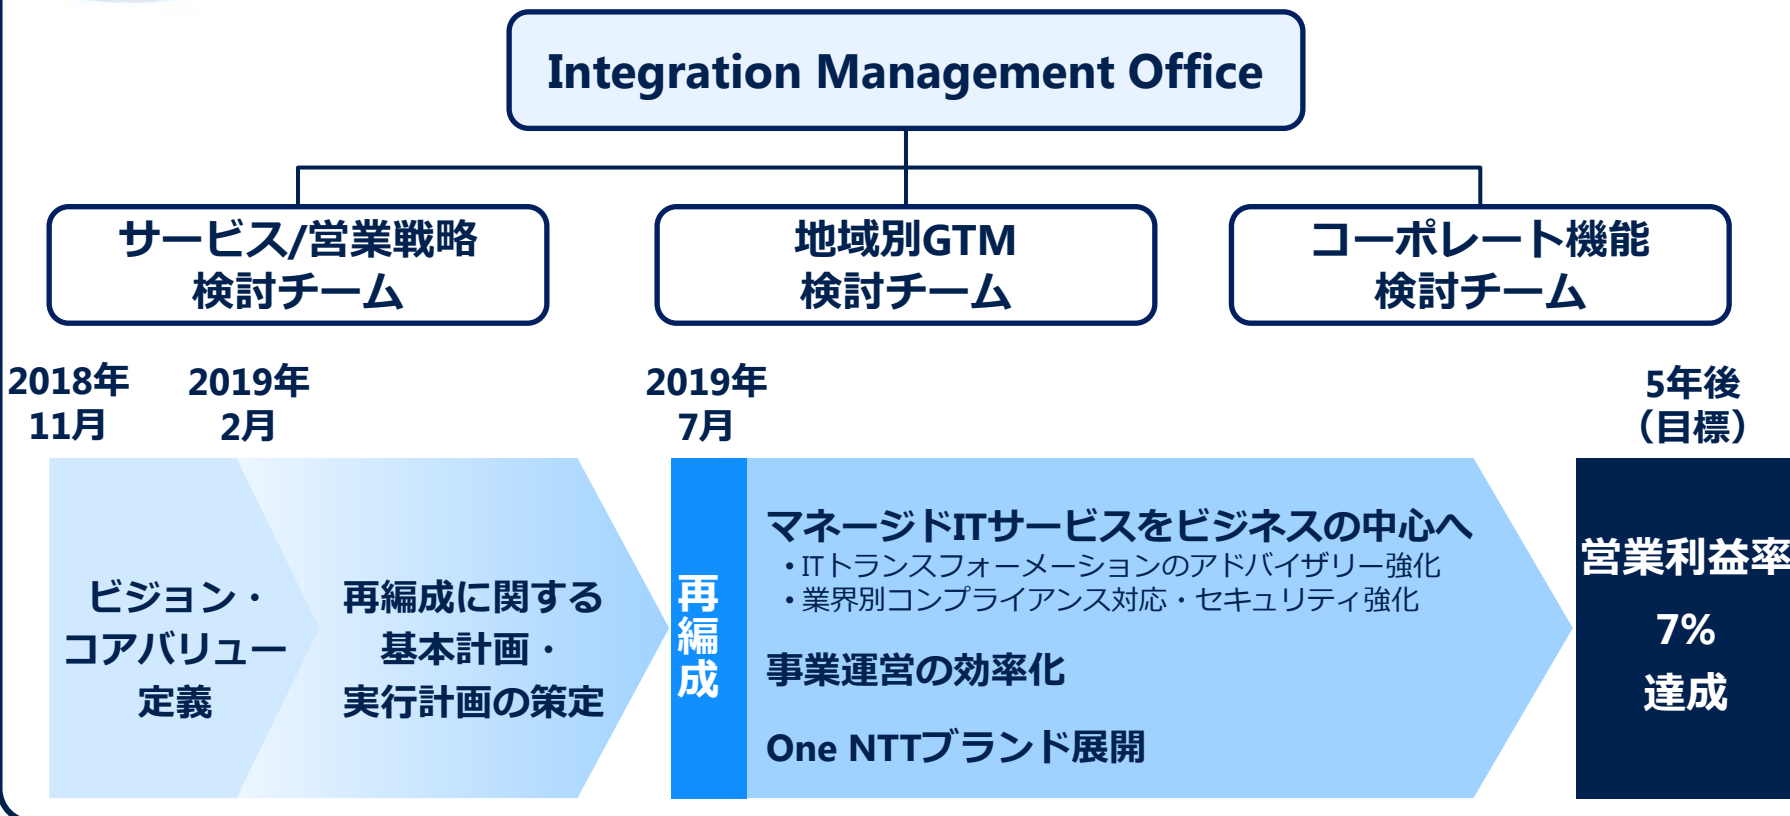 Integration Management Office
サービス/営業戦略
検討チーム
地域別GTM
検討チーム
コーポレート機能
検討チーム
2018年
11月
2019年
2月
2019年
7月
5年後
（目標）
ビジョン・
コアバリュー
定義
再編成に関する
基本計画・
実行計画の策定
再編成
マネージドITサービスをビジネスの中心へ
・ITトランスフォーメーションのアドバイザリー強化
・業界別コンプライアンス対応・セキュリティ強化
事業運営の効率化
One NTTブランド展開
営業利益率
7%
達成